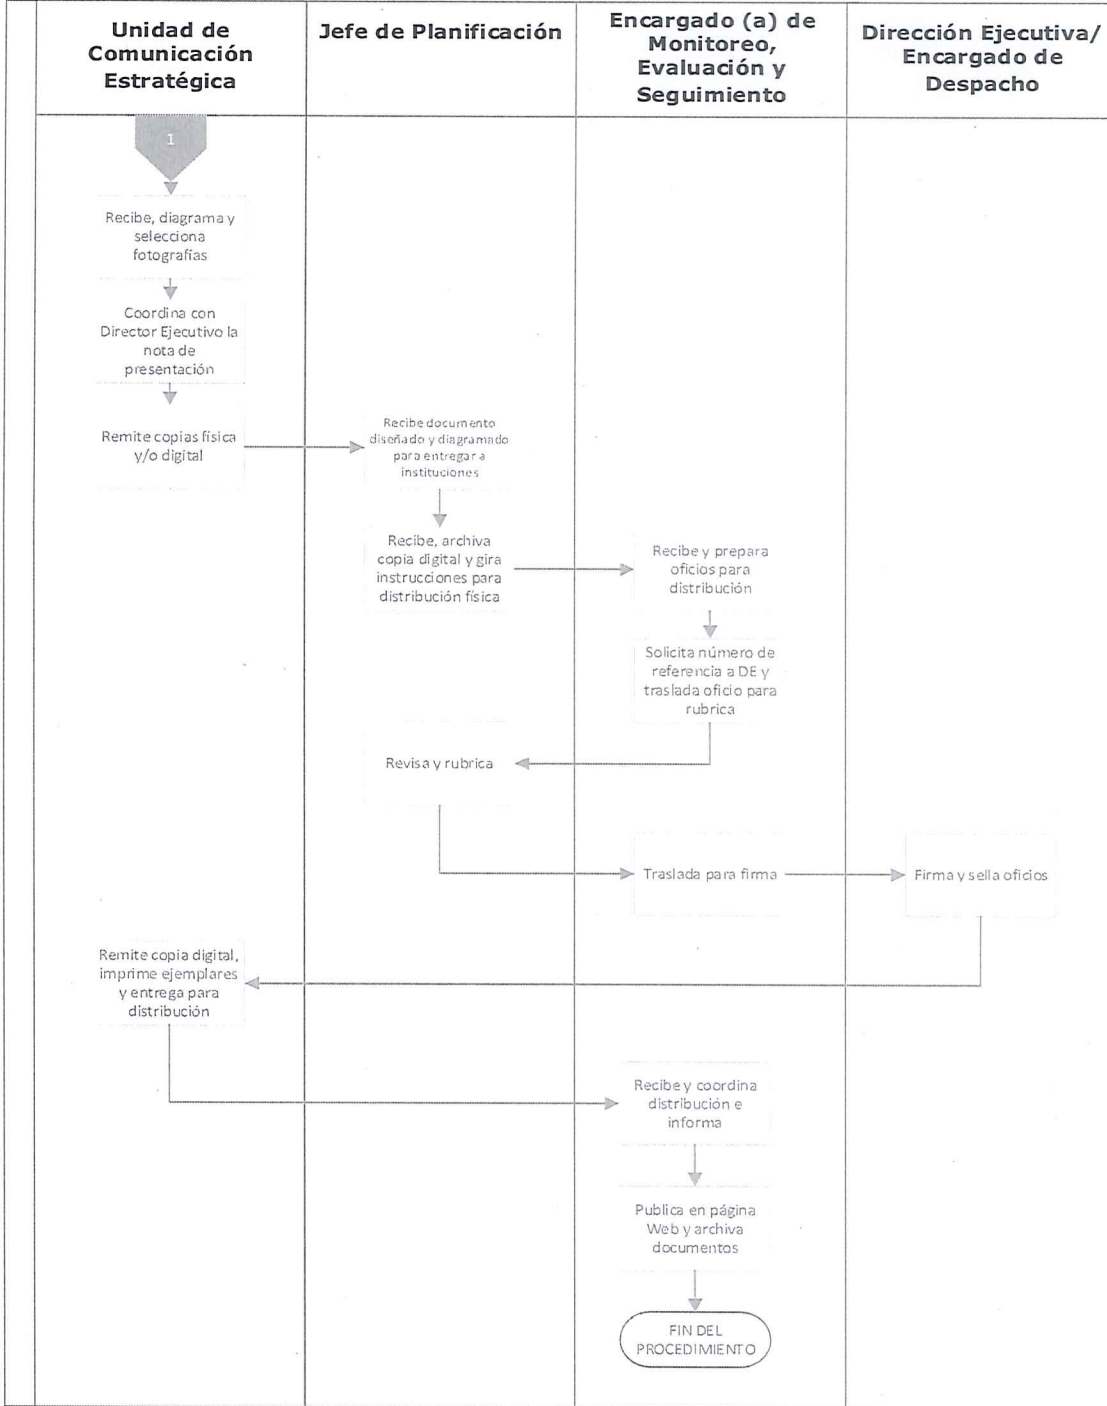 Unidad de
Comunicación
Estratégica
Jefe de Planificación
Encargado (a) de
Monitoreo,
Evaluación y
Seguimiento
Dirección Ejecutiva/
Encargado de
Despacho
1
Recibe, diagrama y
selecciona
fotografías
Coordina con
Director Ejecutivo la
nota de
presentación
Remite copias física
y/o digital
Recibe documento
diseñado y diagramado
para entregar a
instituciones
Recibe, archiva
copia digital y gira
instrucciones para
distribución física
Recibe y prepara
oficios para
distribución
Solicita número de
referencia a DE y
traslada oficio para
rubrica
Revisa y rubrica
Traslada para firma
Firma y sella oficios
Remite copia digital,
imprime ejemplares
y entrega para
distribución
Recibe y coordina
distribución e
informa
Publica en página
Web y archiva
documentos
FIN DEL
PROCEDIMIENTO